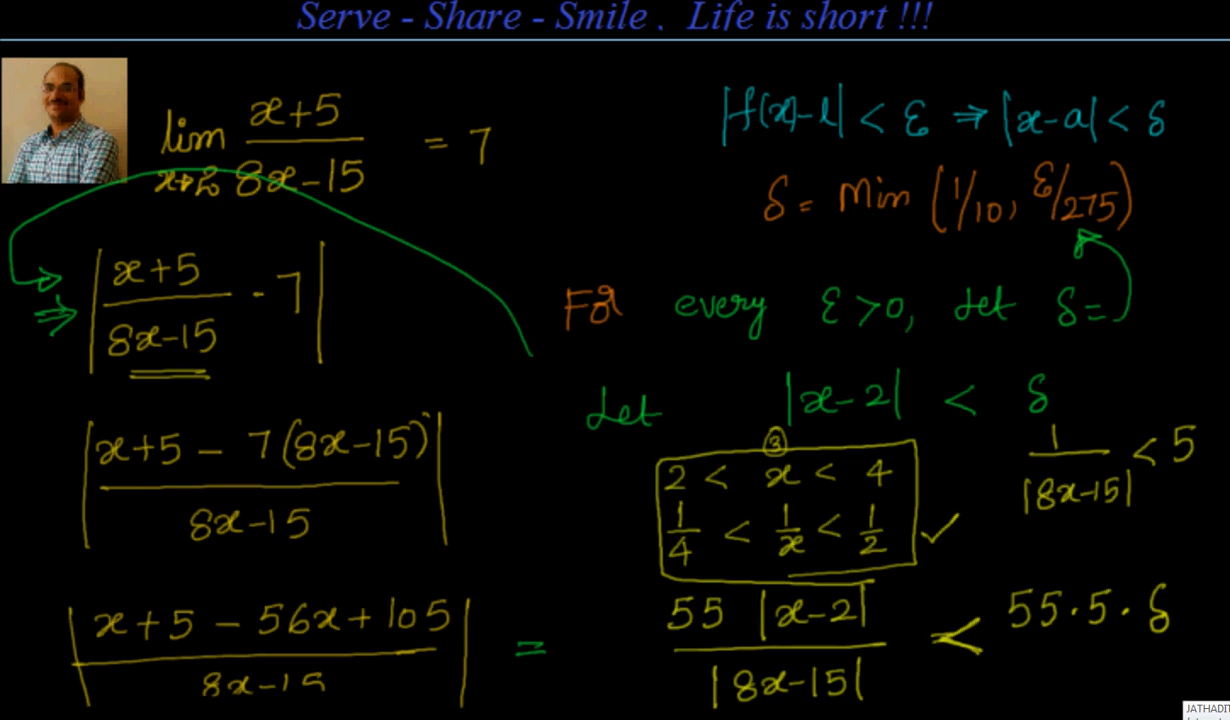 Serve - Share - Smile . Life is short !!!
lim x→2 (x+5)/(8x-15) = 7
|f(x)-l| < ε ⇒ |x-a| < δ
δ = Min (1/10, ε/275)
⇒ |(x+5)/(8x-15) - 7|
For every ε>0, Let δ=
Let |x-2| < δ
|(x+5 - 7(8x-15))/(8x-15)|
3
2 < x < 4
1/4 < 1/x < 1/2 ✓
1/|8x-15| < 5
|(x+5 - 56x+105)/(8x-15)| = 55|x-2|/|8x-15| < 55.5.δ